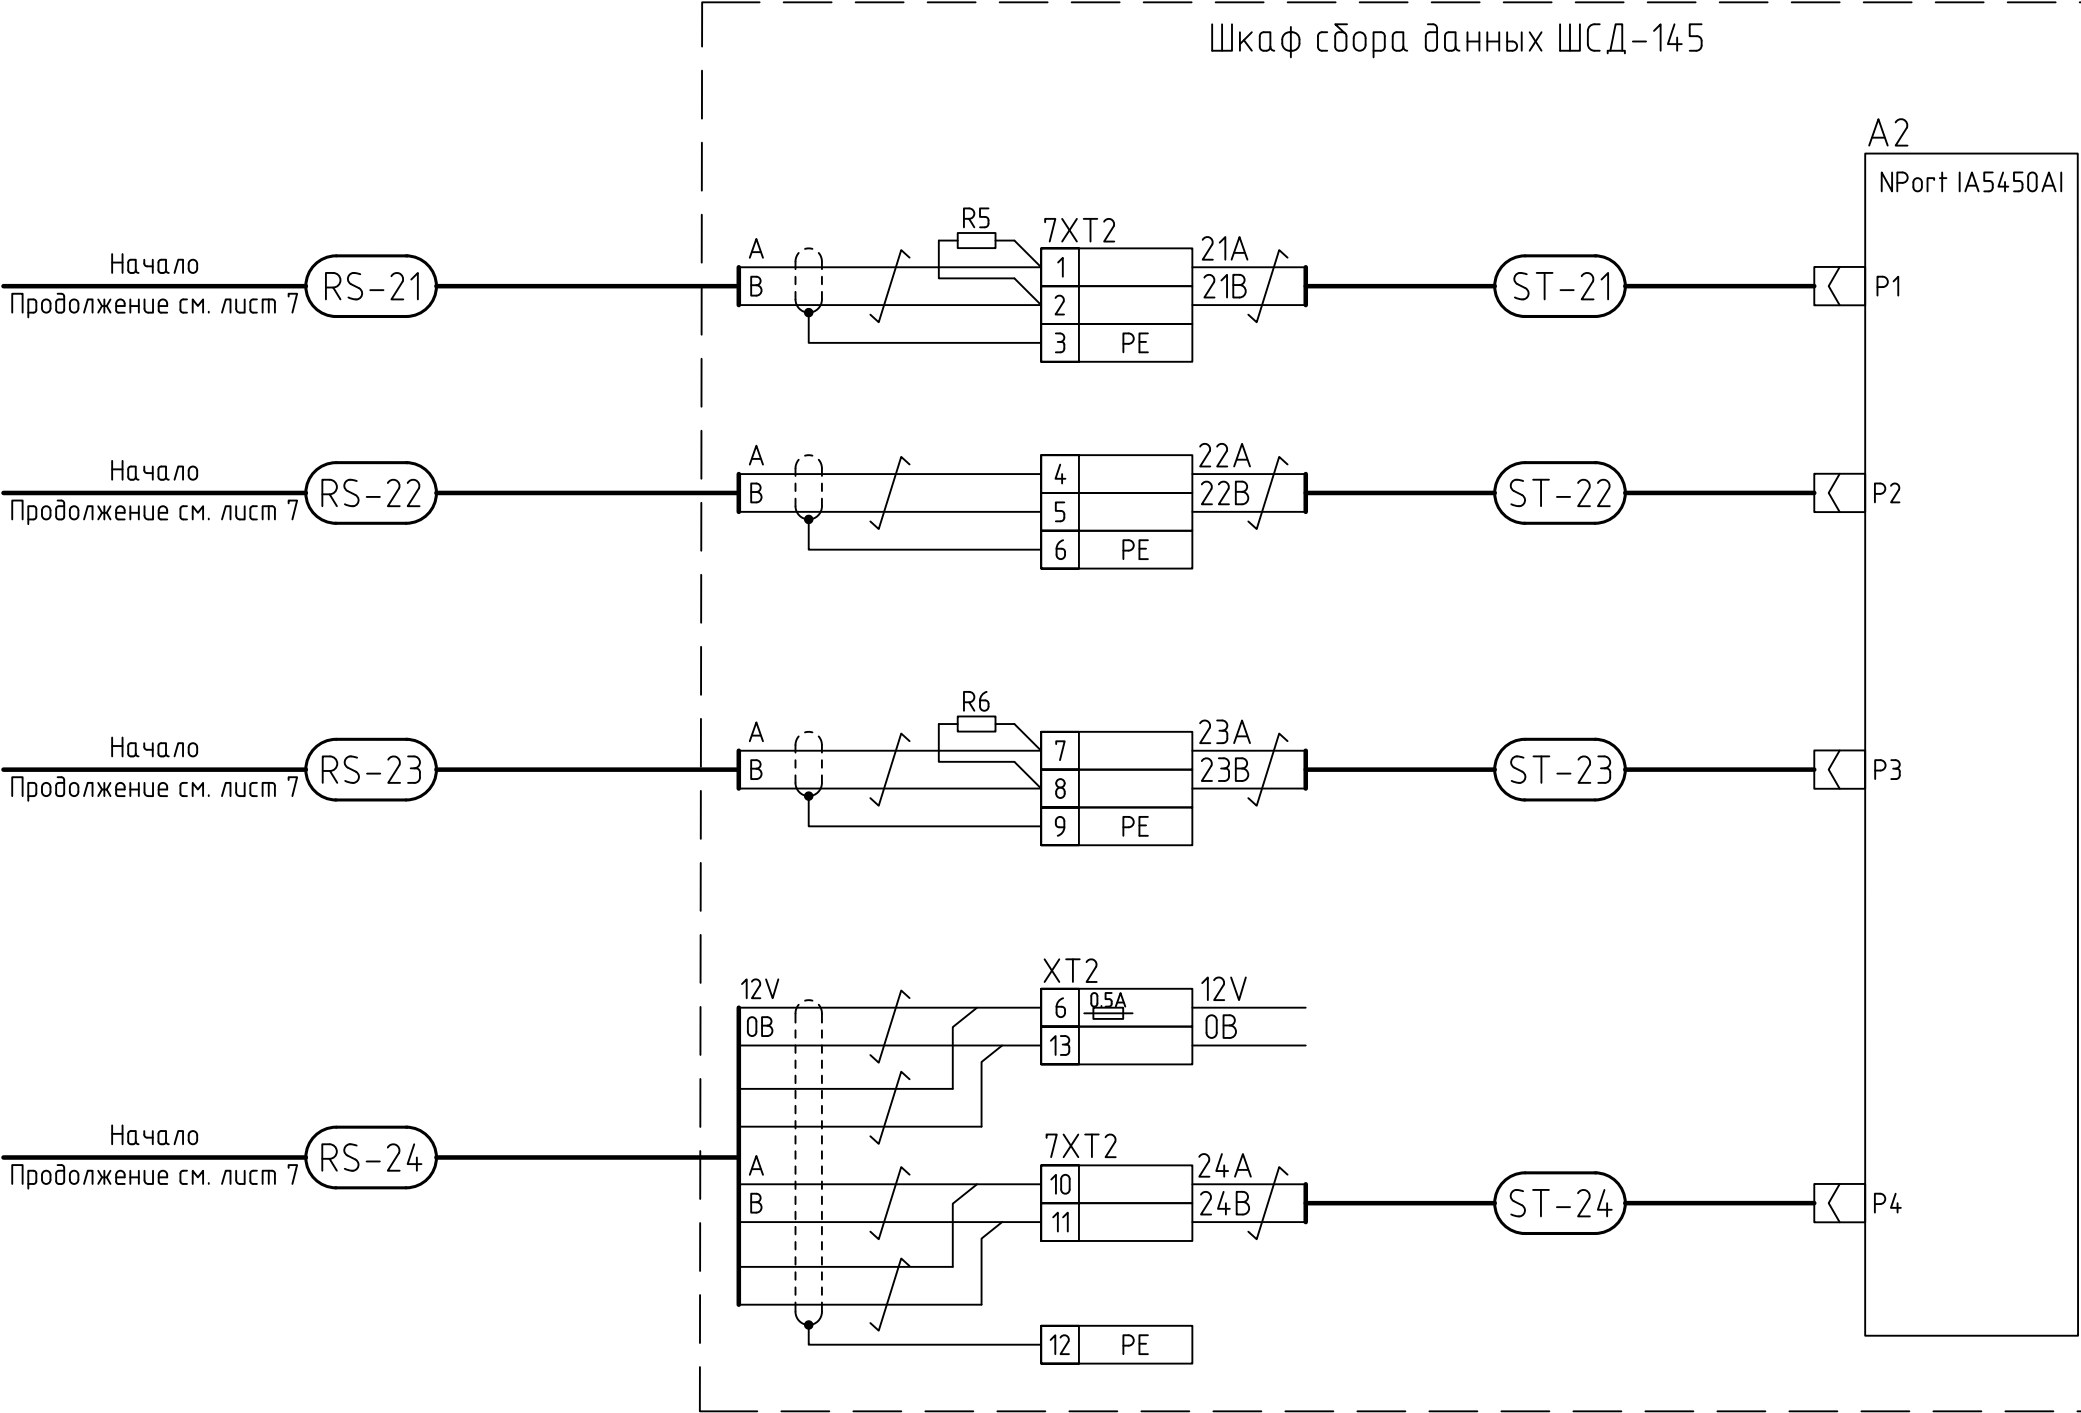 Шкаф сбора данных ШСД-145
A2
NPort IA5450AI
R5
7XT2
Начало
RS-21
Продолжение см. лист 7
A
B
1
2
3
PE
21A
21B
ST-21
P1
Начало
RS-22
Продолжение см. лист 7
A
B
4
5
6
PE
22A
22B
ST-22
P2
R6
Начало
RS-23
Продолжение см. лист 7
A
B
7
8
9
PE
23A
23B
ST-23
P3
XT2
12V
0B
6
0.5A
13
12V
0B
Начало
RS-24
Продолжение см. лист 7
7XT2
A
B
10
11
24A
24B
ST-24
P4
12
PE